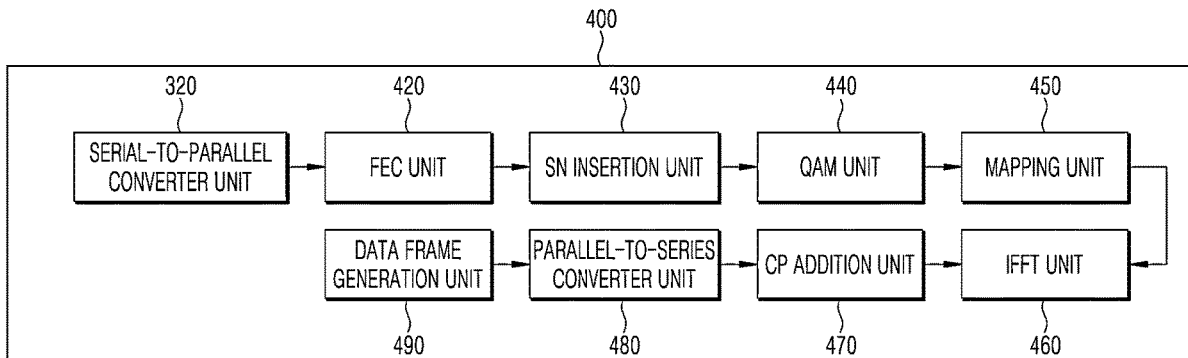 400
320
420
430
440
450
SERIAL-TO-PARALLEL
CONVERTER UNIT
FEC UNIT
SN INSERTION UNIT
QAM UNIT
MAPPING UNIT
DATA FRAME
GENERATION UNIT
PARALLEL-TO-SERIES
CONVERTER UNIT
CP ADDITION UNIT
IFFT UNIT
490
480
470
460